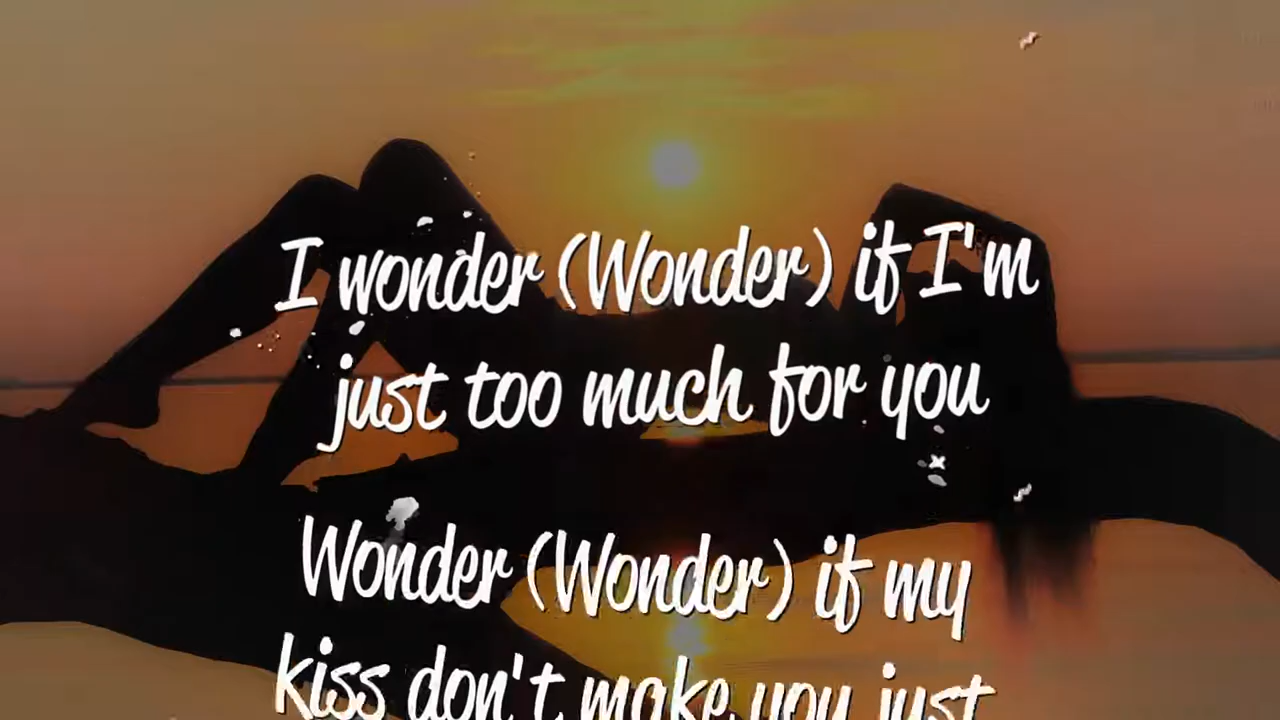 I wonder (Wonder) if I'm
just too much for you
Wonder (Wonder) if my
kiss don't make you just